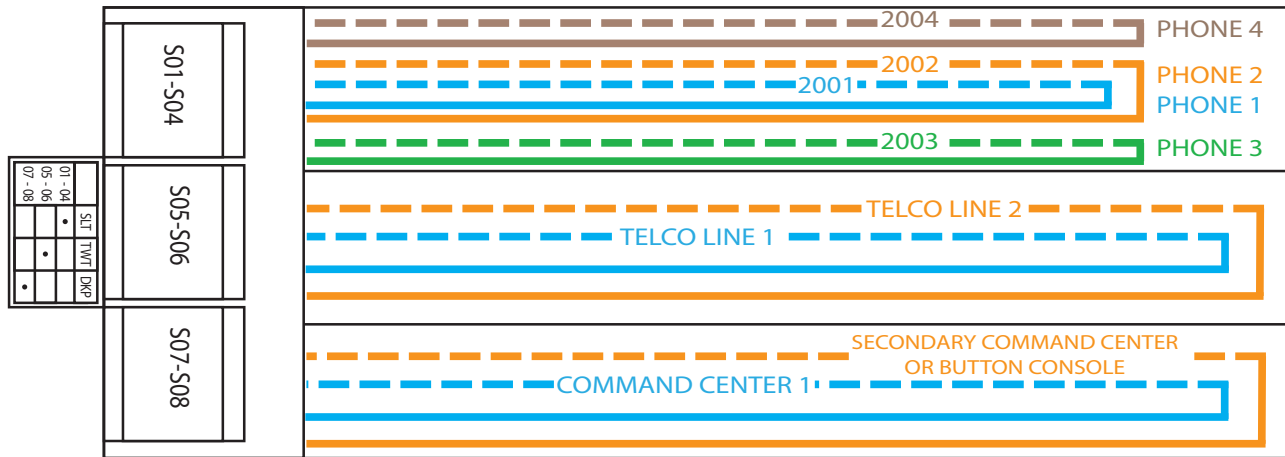 S01-S04
S05-S06
S07-S08
01 - 04
05 - 06
07 - 08
SLT
TWT
DKP
2004
PHONE 4
2002
PHONE 2
2001
PHONE 1
2003
PHONE 3
TELCO LINE 2
TELCO LINE 1
SECONDARY COMMAND CENTER
OR BUTTON CONSOLE
COMMAND CENTER 1